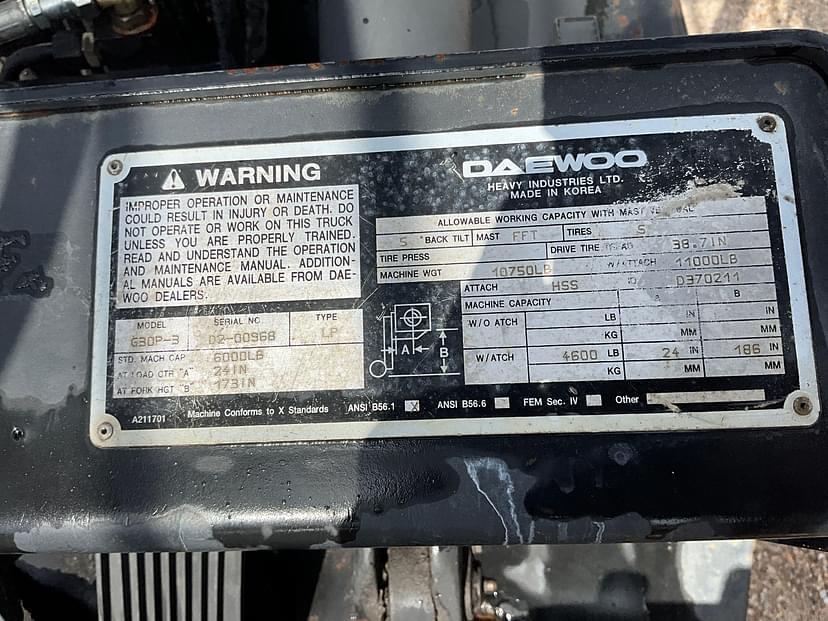 WARNING
IMPROPER OPERATION OR MAINTENANCE
COULD RESULT IN INJURY OR DEATH. DO
NOT OPERATE OR WORK ON THIS TRUCK
UNLESS YOU ARE PROPERLY TRAINED.
READ AND UNDERSTAND THE OPERATION
AND MAINTENANCE MANUAL. ADDITION-
AL MANUALS ARE AVAILABLE FROM DAE-
WOO DEALERS.
MODEL SERIAL NO. TYPE
G30P-3 02-00968 LP
STD. MACH CAP 6000LB
AT LOAD CTR "A" 24IN
AT FORK HGT "B" 173IN
A211701 Machine Conforms to X Standards ANSI B56.1 X ANSI B56.6 FEM Sec. IV Other
DAEWOO
HEAVY INDUSTRIES LTD.
MADE IN KOREA
ALLOWABLE WORKING CAPACITY WITH MAST
5 °BACK TILT MAST FFT TIRES S
TIRE PRESS DRIVE TIRE 38.7IN
MACHINE WGT 10750LB W/ATTACH 11000LB
ATTACH HSS D370211
MACHINE CAPACITY A B
W/O ATCH LB IN IN
KG MM MM
W/ATCH 4600 LB 24 IN 186 IN
KG MM MM
A B